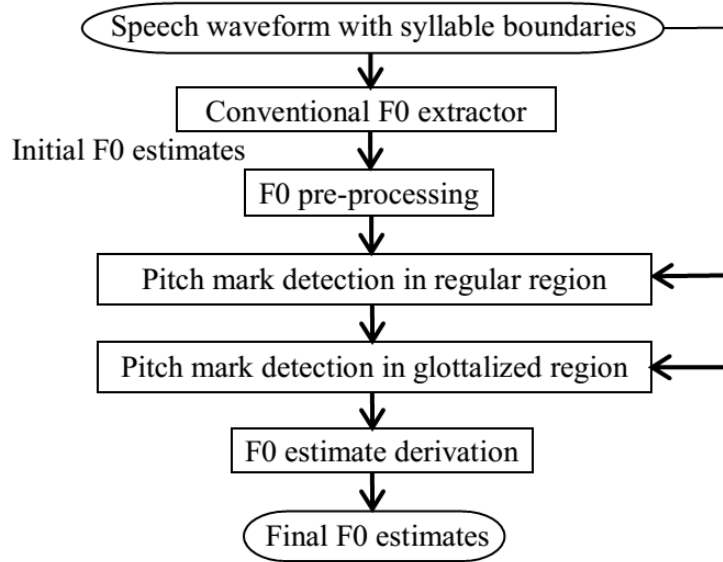 Speech waveform with syllable boundaries
Conventional F0 extractor
Initial F0 estimates
F0 pre-processing
Pitch mark detection in regular region
Pitch mark detection in glottalized region
F0 estimate derivation
Final F0 estimates